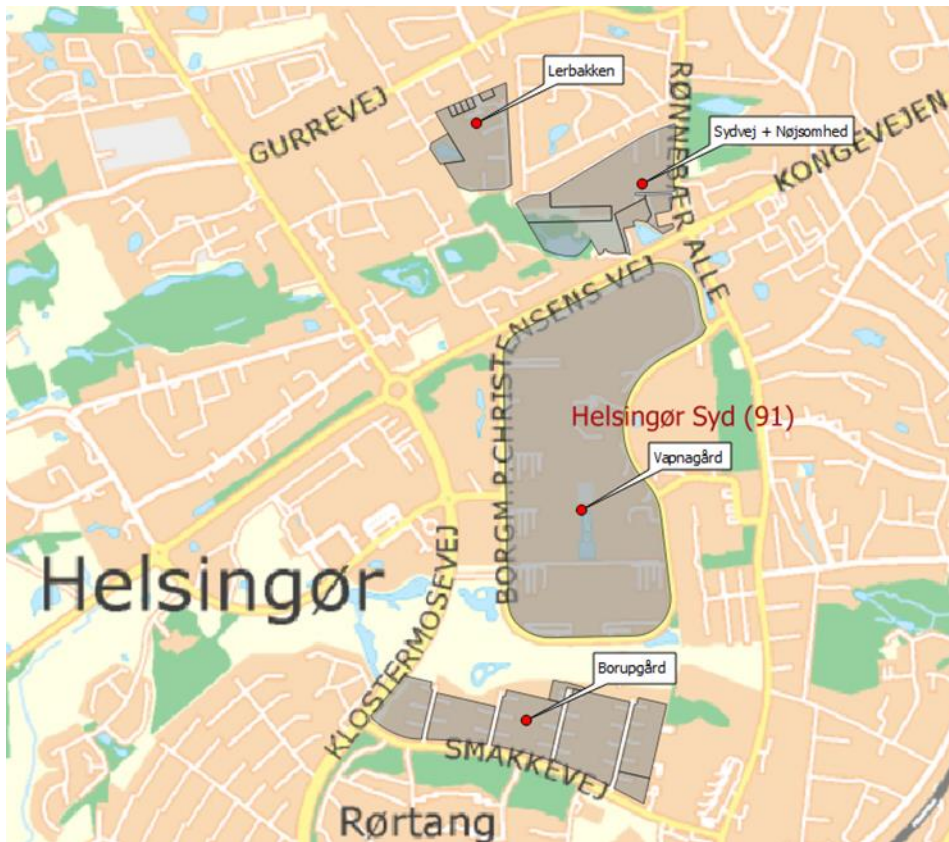 Lerbakken
GURREVEJ
RØNNEBÆR ALLE
Sydvej + Nøjsomhed
KONGEVEJEN
BORGM.P.CHRISTENSENS VEJ
Helsingør Syd (91)
Vapnagård
Helsingør
KLOSTERMOSEVEJ
Borupgård
SMAKKEVEJ
Rørtang